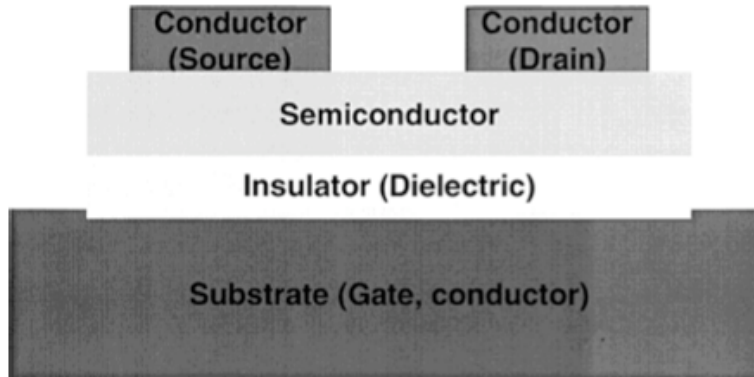 Conductor
(Source)
Conductor
(Drain)
Semiconductor
Insulator (Dielectric)
Substrate (Gate, conductor)